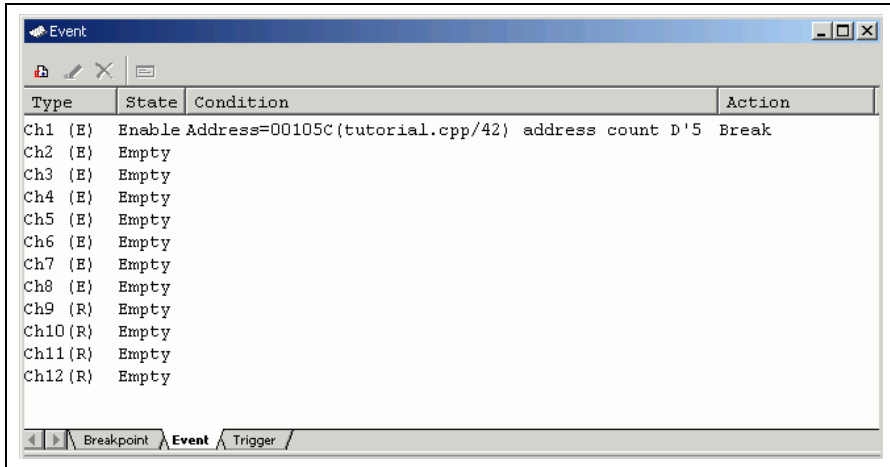 Event
Type State Condition Action
Ch1 (E) Enable Address=00105C(tutorial.cpp/42) address count D'5 Break
Ch2 (E) Empty
Ch3 (E) Empty
Ch4 (E) Empty
Ch5 (E) Empty
Ch6 (E) Empty
Ch7 (E) Empty
Ch8 (E) Empty
Ch9 (R) Empty
Ch10(R) Empty
Ch11(R) Empty
Ch12(R) Empty
Breakpoint Event Trigger